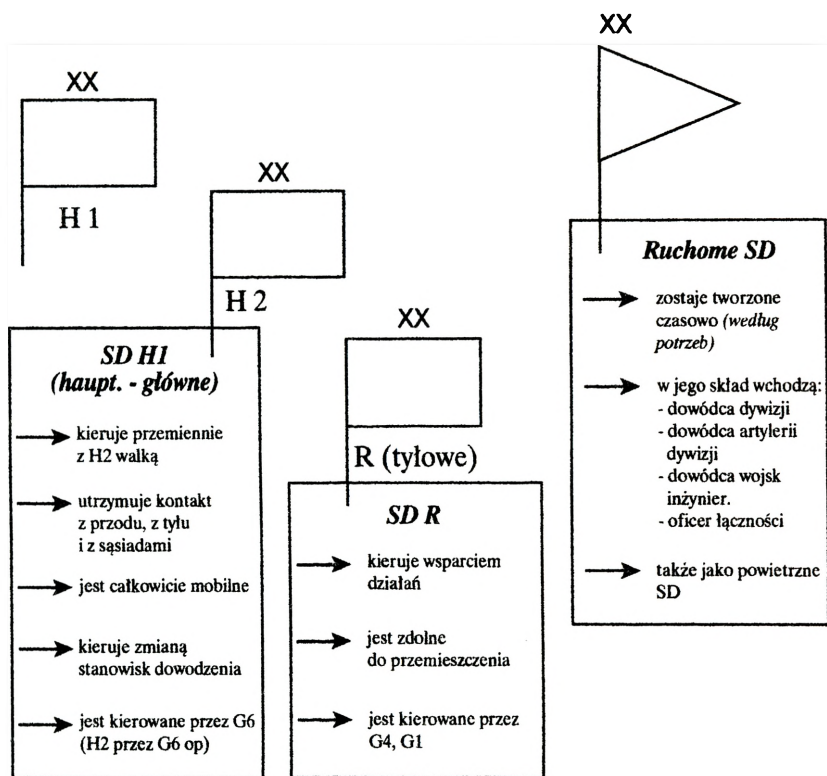 XX
H 1
XX
H 2
XX
R (tyłowe)
XX
SD H1
(haupt. - główne)
kieruje przemiennie
z H2 walką
utrzymuje kontakt
z przodu, z tyłu
i z sąsiadami
jest całkowicie mobilne
kieruje zmianą
stanowisk dowodzenia
jest kierowane przez G6
(H2 przez G6 op)
SD R
kieruje wsparciem
działań
jest zdolne
do przemieszczenia
jest kierowane przez
G4, G1
Ruchome SD
zostaje tworzone
czasowo (według
potrzeb)
w jego skład wchodzą:
- dowódca dywizji
- dowódca artylerii
dywizji
- dowódca wojsk
inżynier.
- oficer łączności
także jako powietrzne
SD